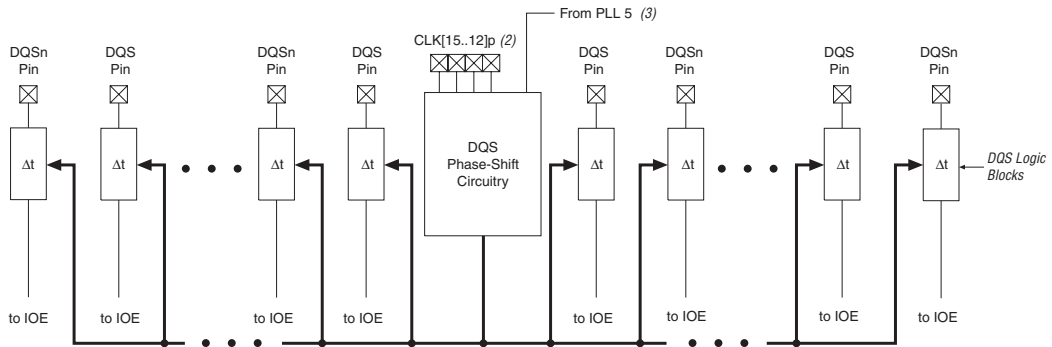 From PLL 5 (3)
CLK[15..12]p (2)
DQSn
Pin
DQS
Pin
DQSn
Pin
DQS
Pin
DQS
Pin
DQSn
Pin
DQS
Pin
DQSn
Pin
Δt
Δt
Δt
Δt
DQS
Phase-Shift
Circuitry
Δt
Δt
Δt
Δt
DQS Logic
Blocks
to IOE
to IOE
to IOE
to IOE
to IOE
to IOE
to IOE
to IOE